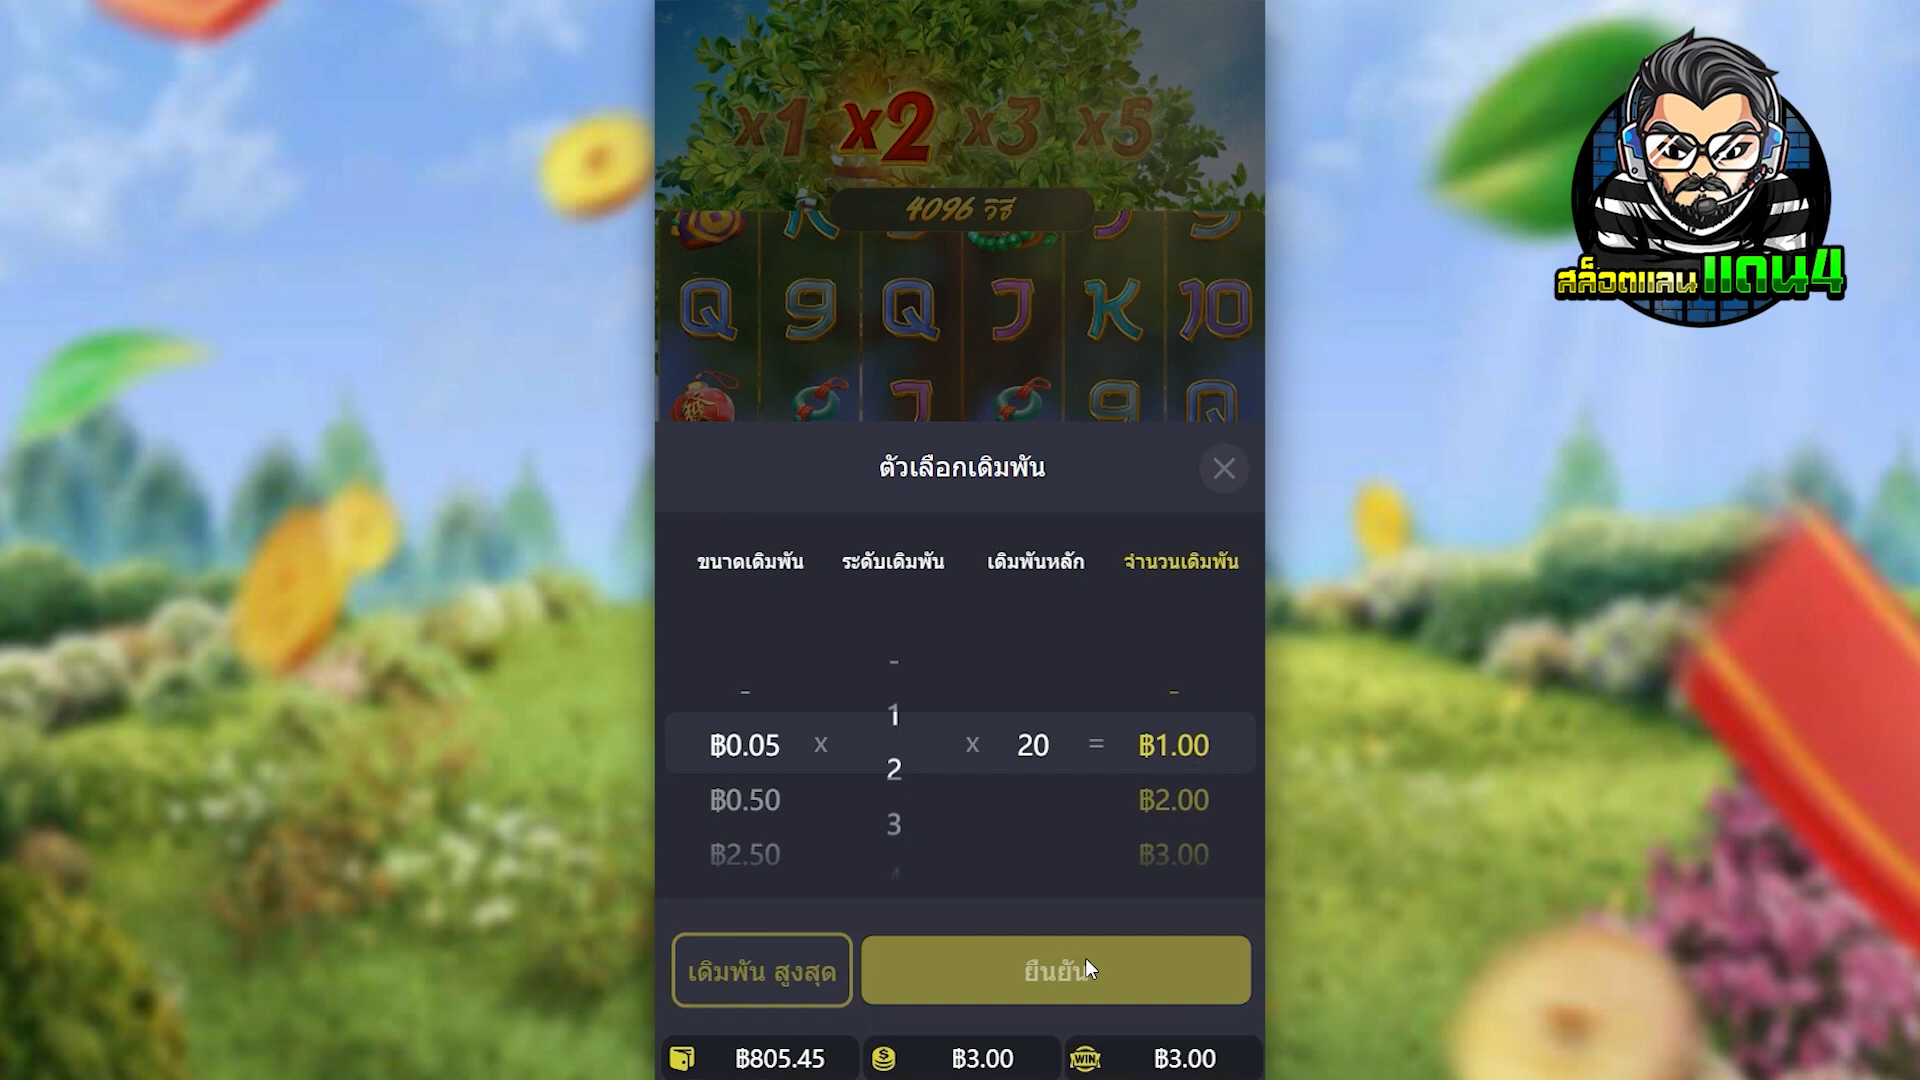 x1 x2 x3 x5
4096 วิธี
K J 9
Q 9 Q J K 10
發 J 9 Q
สล็อตแลนแดน4
ตัวเลือกเดิมพัน
ขนาดเดิมพัน ระดับเดิมพัน เดิมพันหลัก จำนวนเดิมพัน
-
- -
1
฿0.05 x x 20 = ฿1.00
2
฿0.50 ฿2.00
3
฿2.50 ฿3.00
เดิมพัน สูงสุด ยืนยัน
฿805.45 ฿3.00 WIN ฿3.00